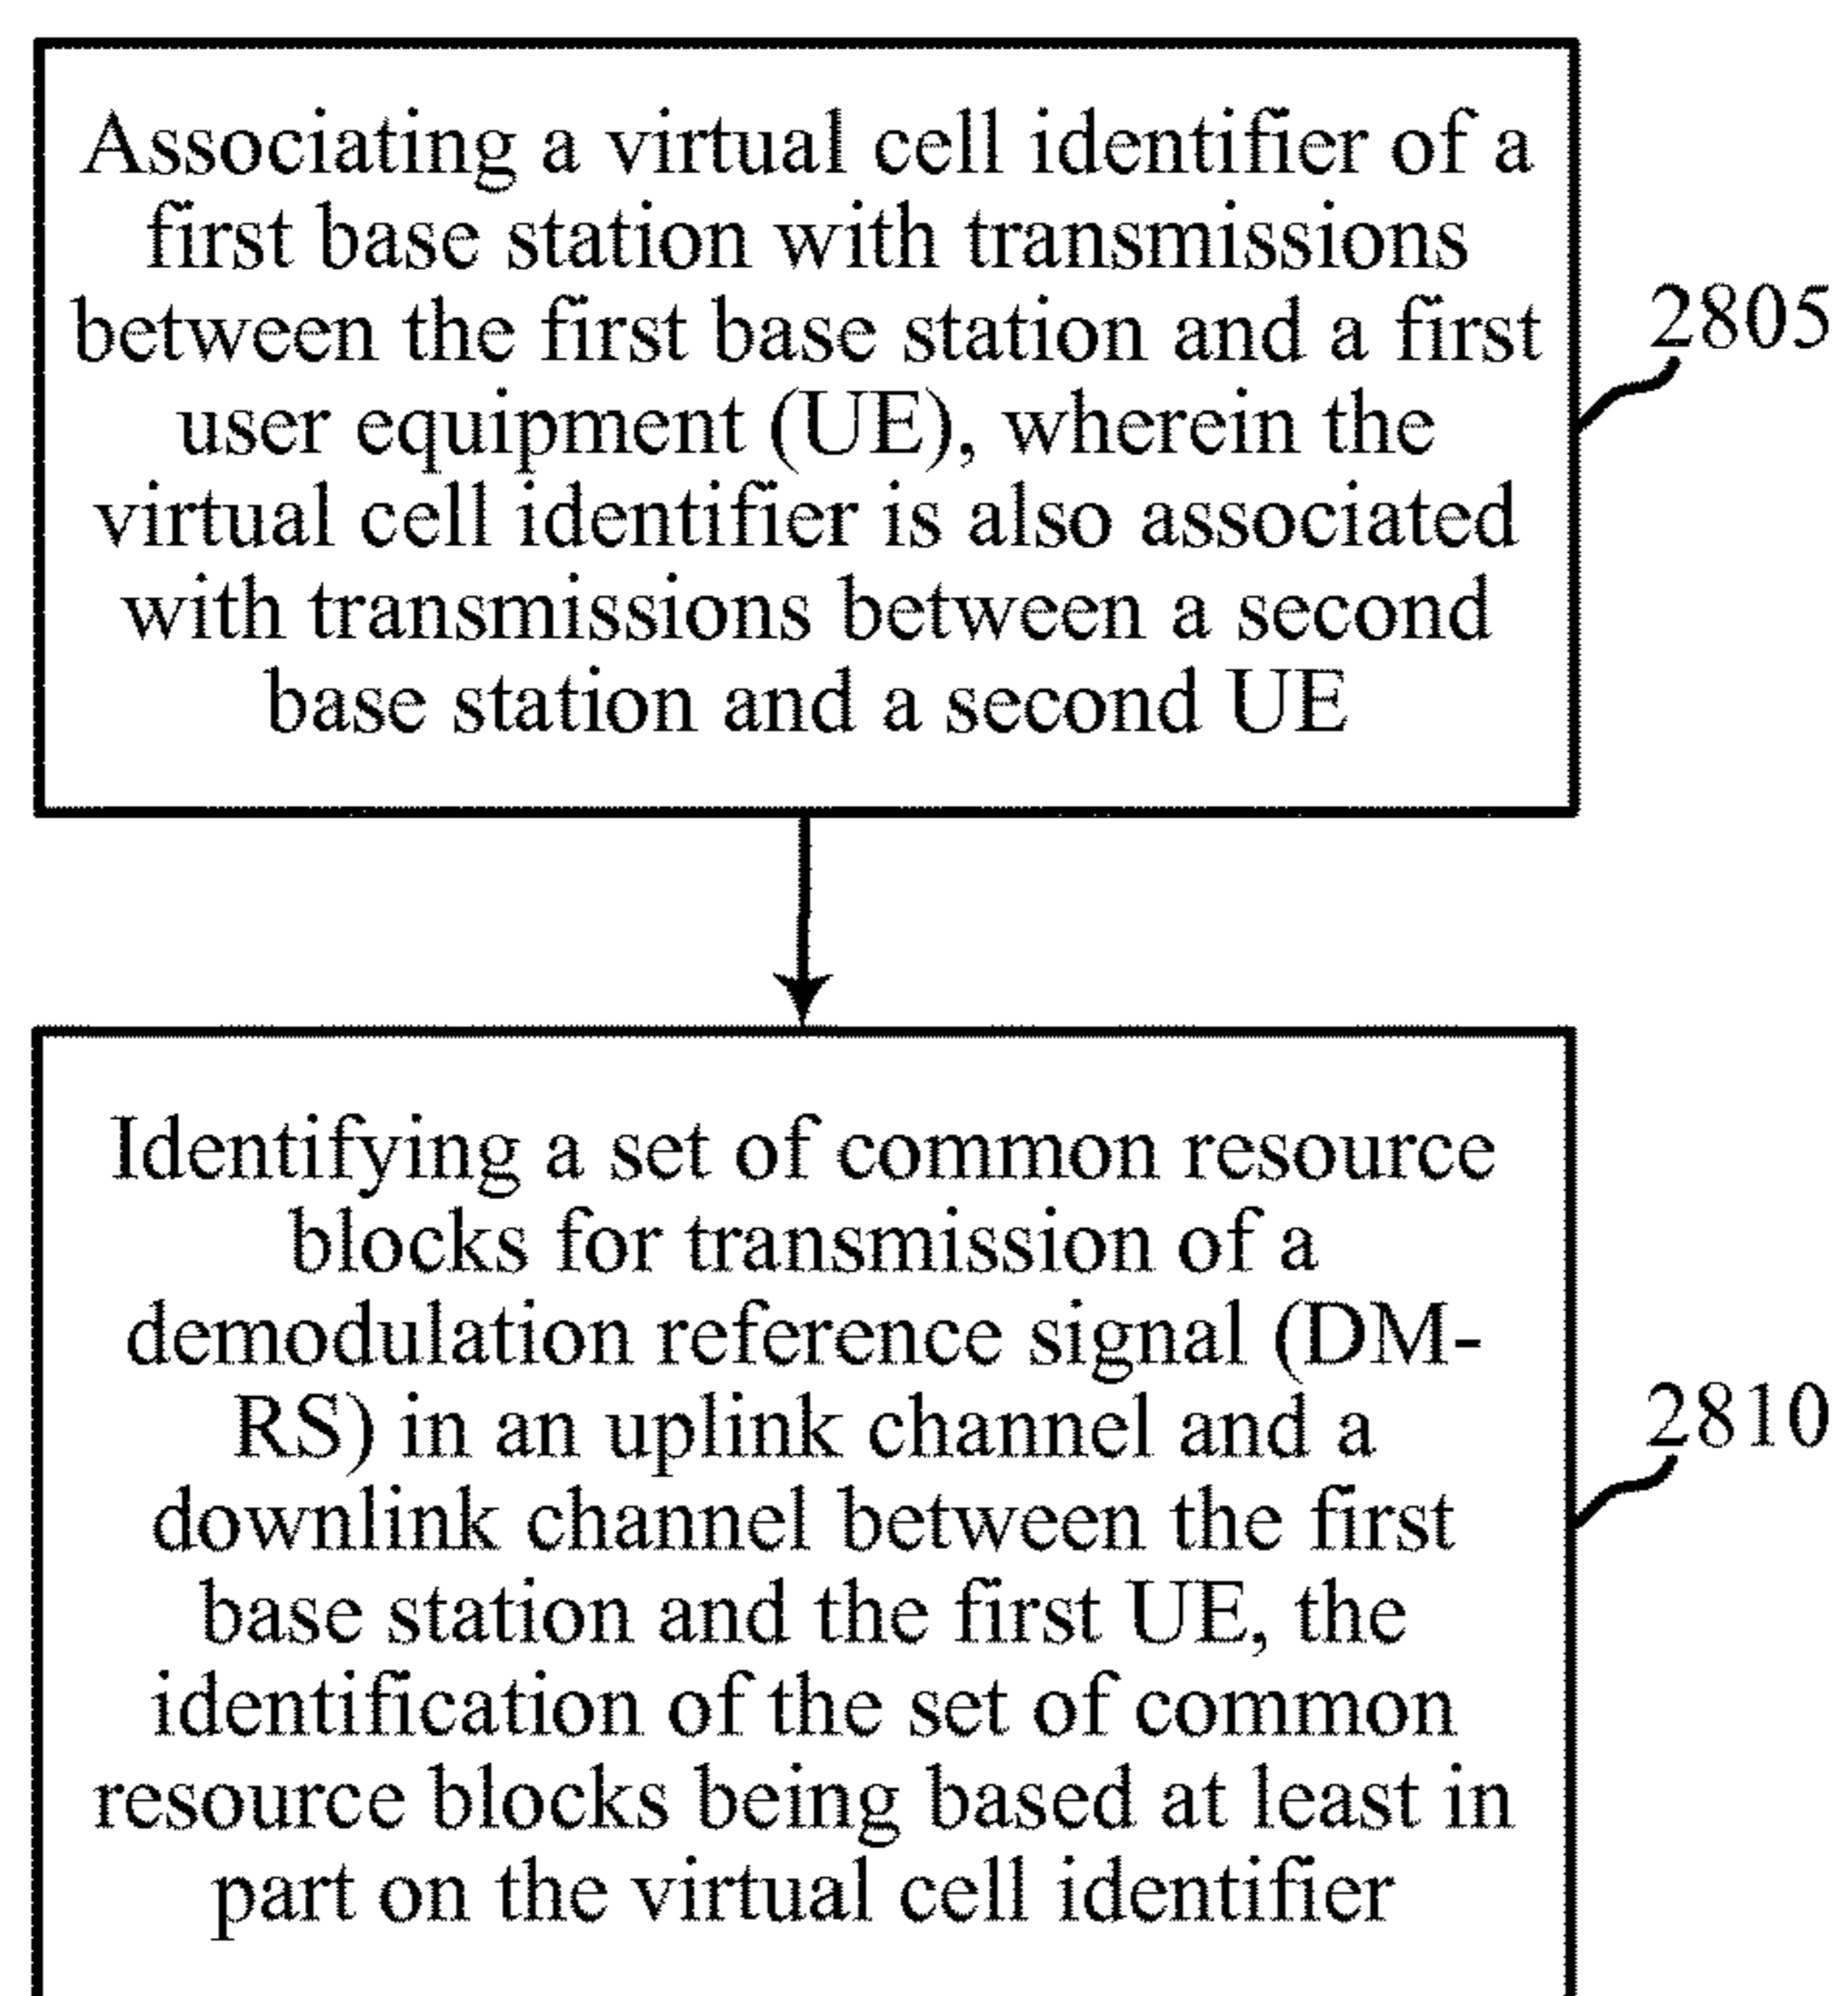 Associating a virtual cell identifier of a
first base station with transmissions
between the first base station and a first
user equipment (UE), wherein the
virtual cell identifier is also associated
with transmissions between a second
base station and a second UE
2805
Identifying a set of common resource
blocks for transmission of a
demodulation reference signal (DM-
RS) in an uplink channel and a
downlink channel between the first
base station and the first UE, the
identification of the set of common
resource blocks being based at least in
part on the virtual cell identifier
2810